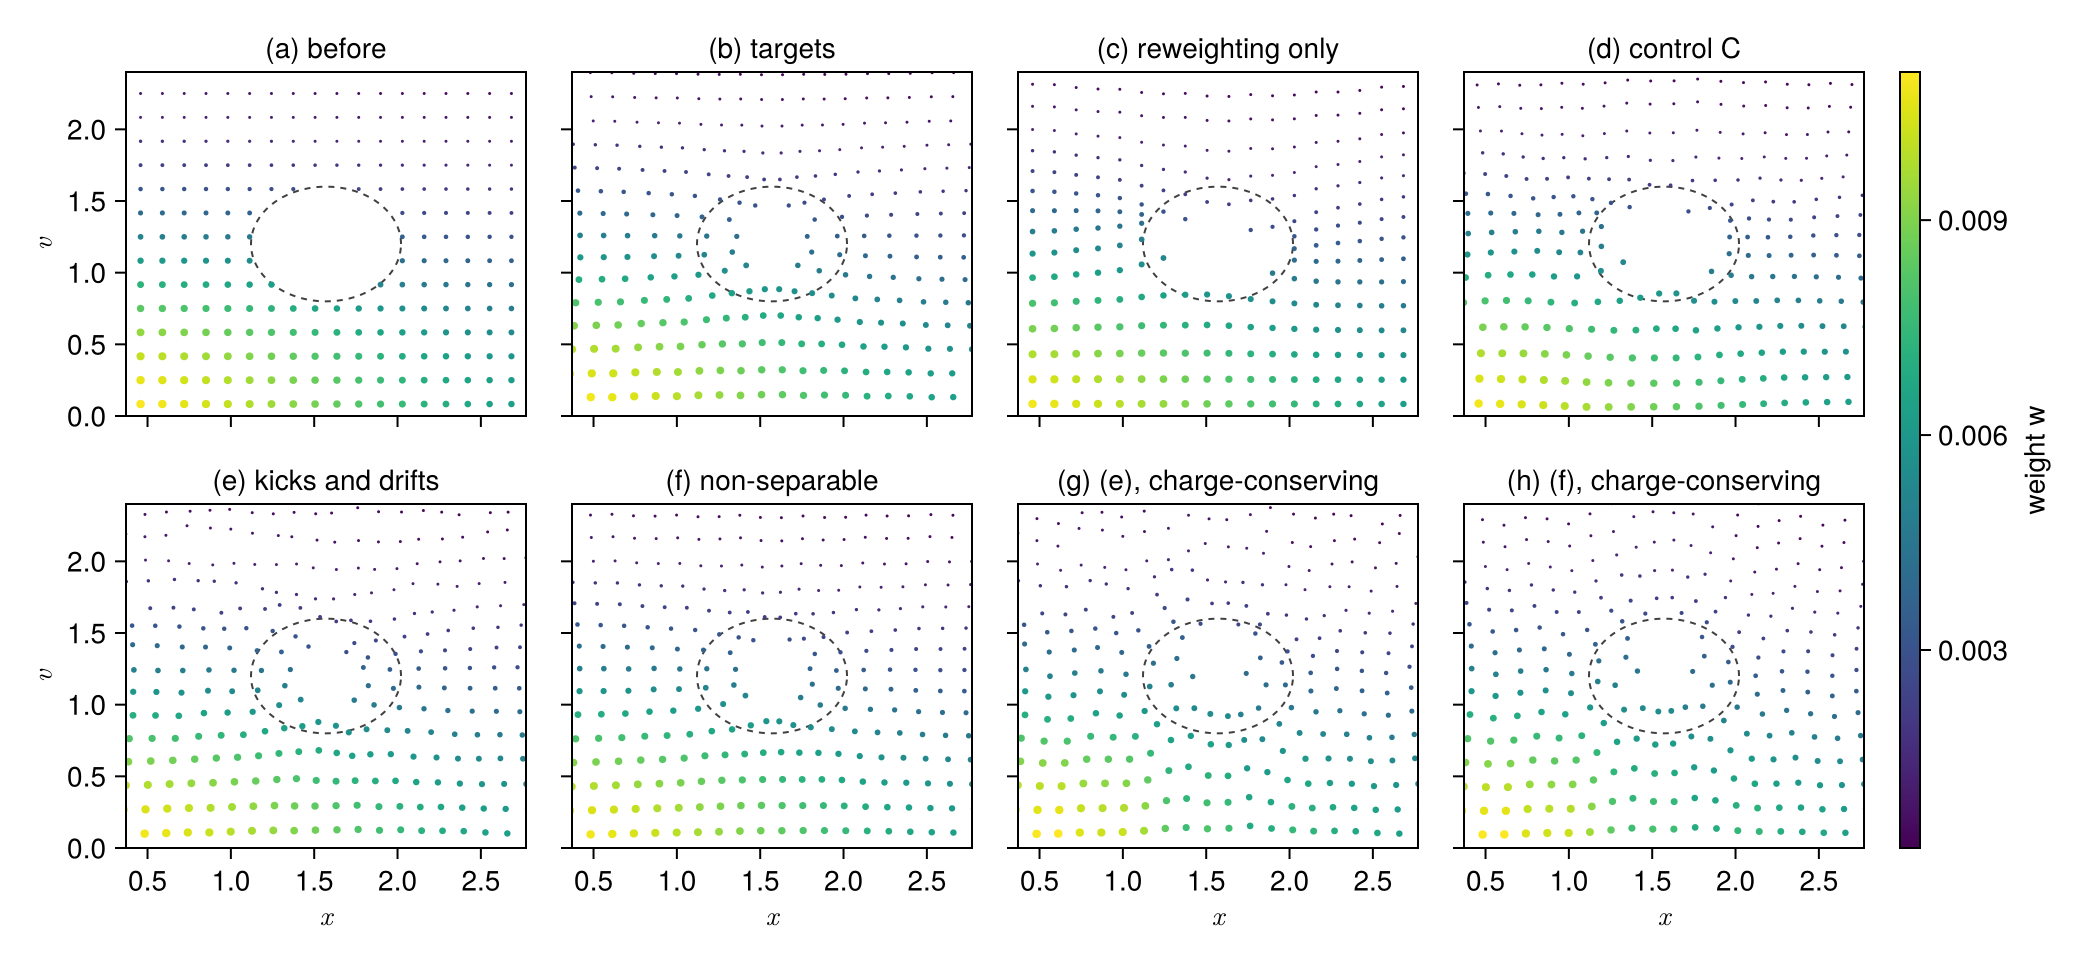 (a) before
(b) targets
(c) reweighting only
(d) control C
2.0
1.5
1.0
0.5
0.0
v
0.009
0.006
0.003
weight w
(e) kicks and drifts
(f) non-separable
(g) (e), charge-conserving
(h) (f), charge-conserving
2.0
1.5
1.0
0.5
0.0
v
0.5 1.0 1.5 2.0 2.5
0.5 1.0 1.5 2.0 2.5
0.5 1.0 1.5 2.0 2.5
0.5 1.0 1.5 2.0 2.5
x
x
x
x